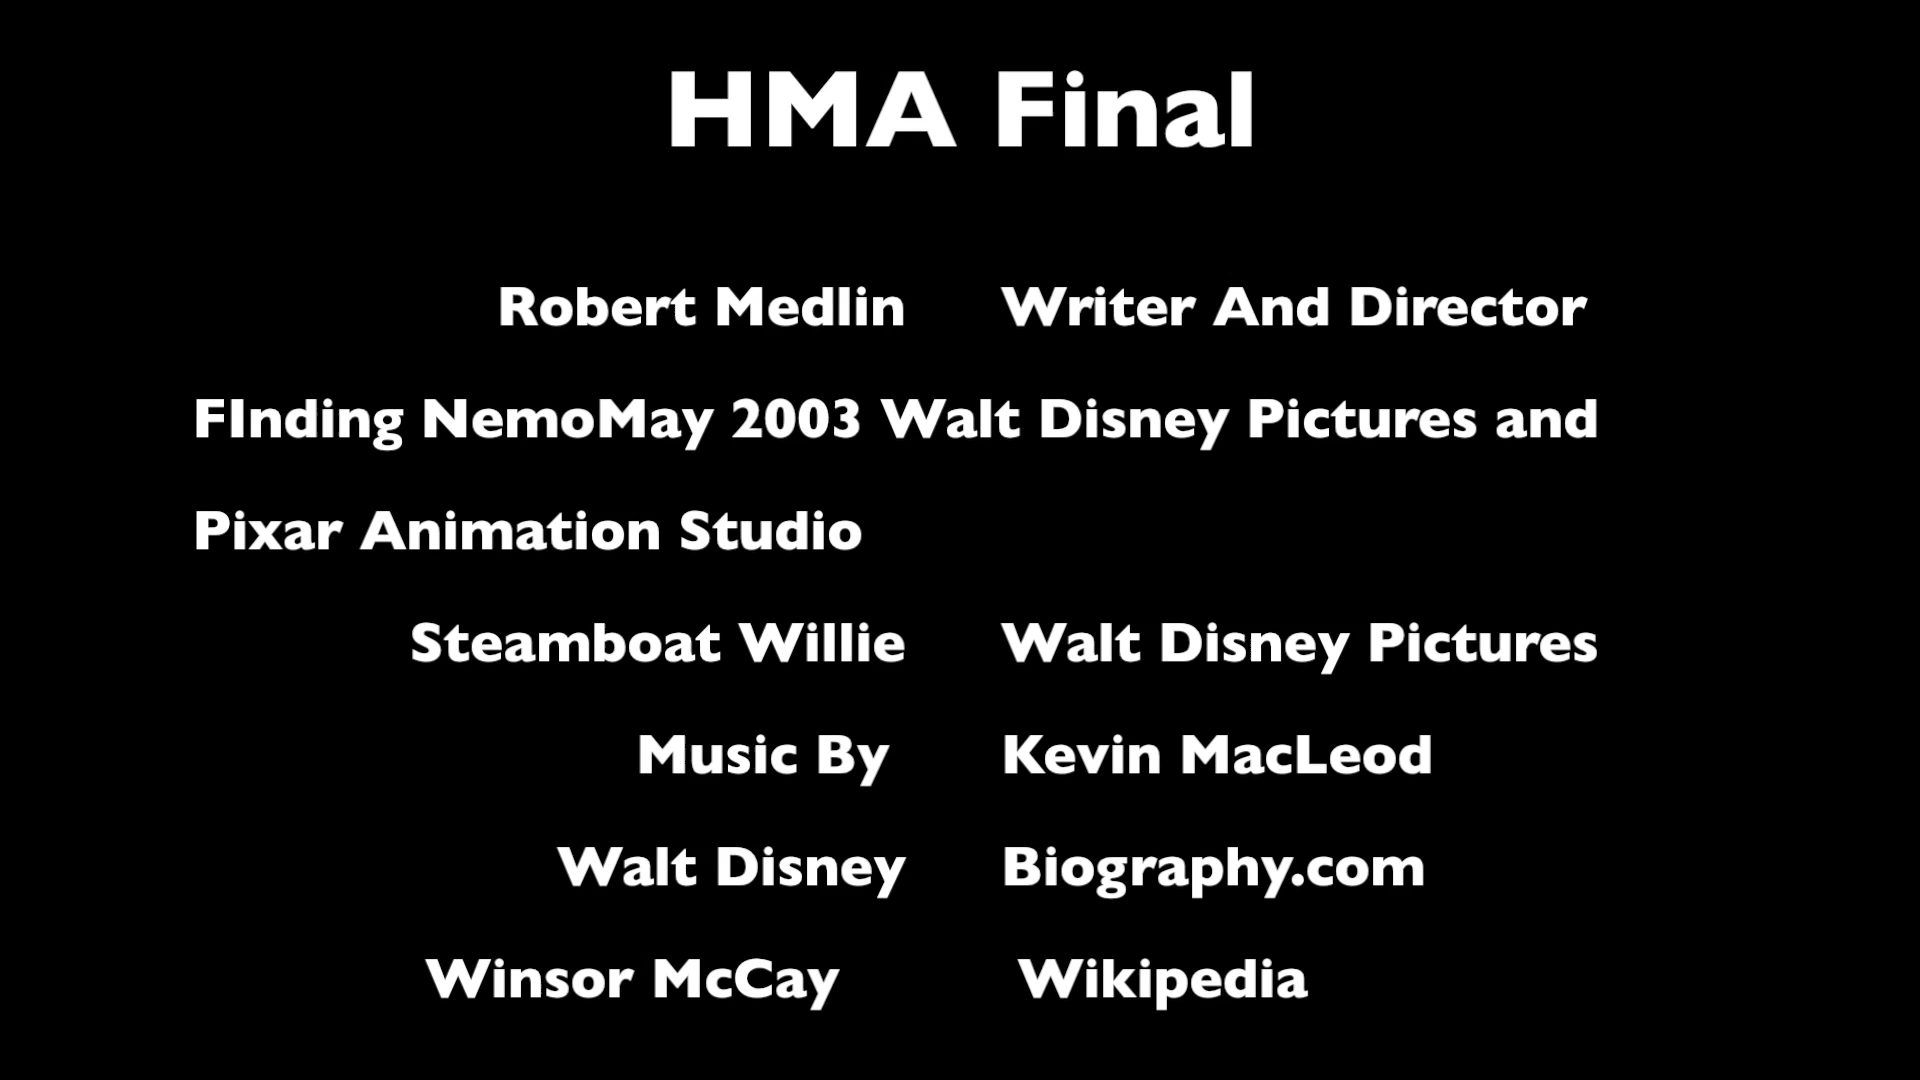 HMA Final
Robert Medlin Writer And Director
FInding NemoMay 2003 Walt Disney Pictures and
Pixar Animation Studio
Steamboat Willie Walt Disney Pictures
Music By Kevin MacLeod
Walt Disney Biography.com
Winsor McCay Wikipedia